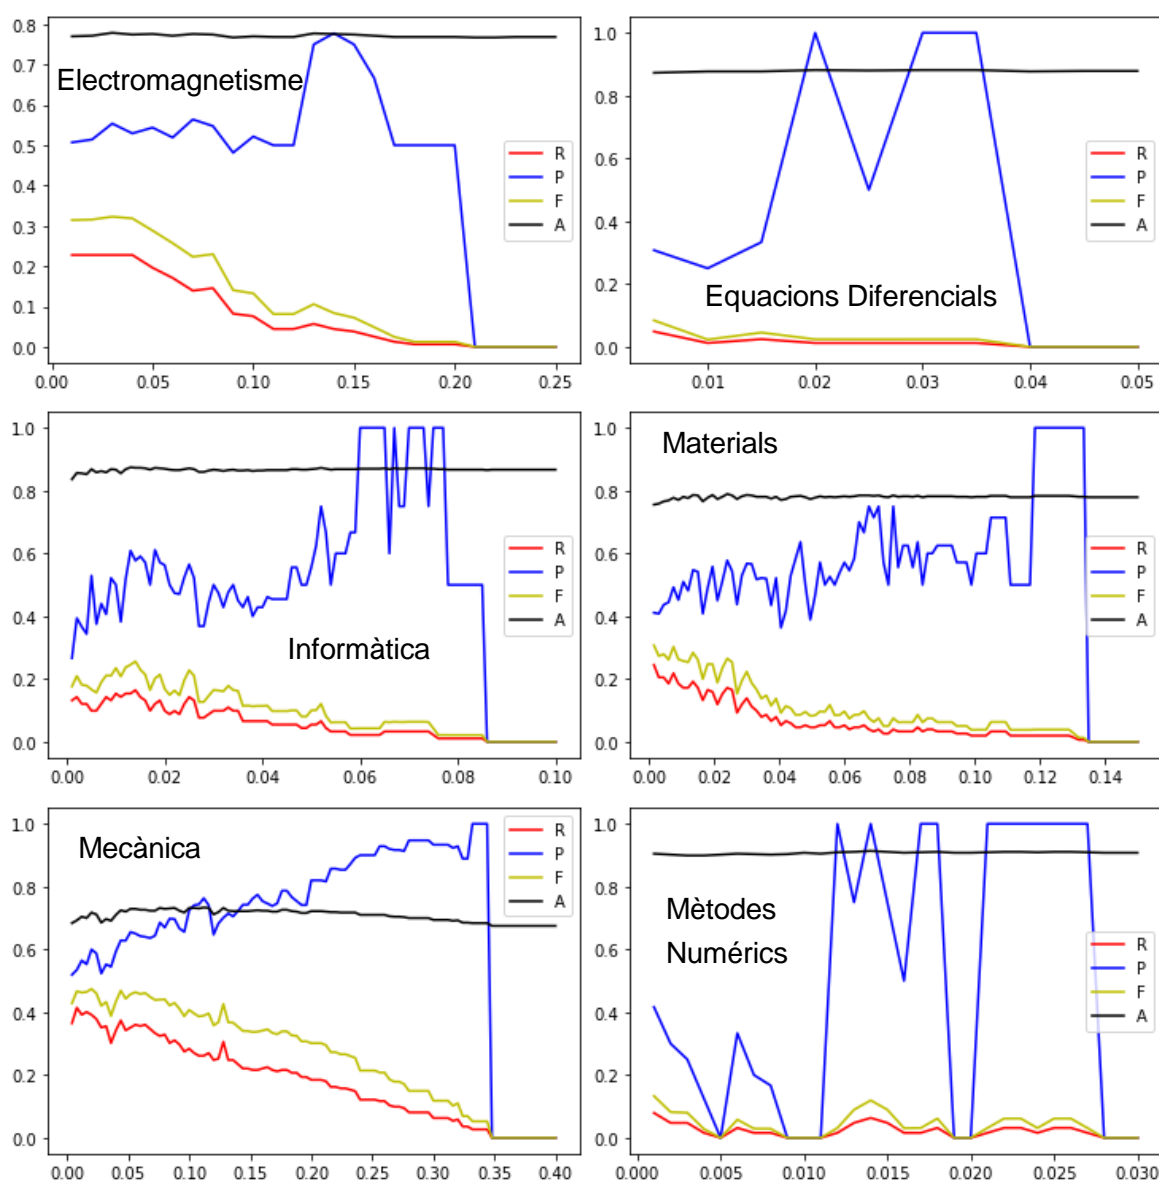 0.8
0.7
0.6
0.5
0.4
0.3
0.2
0.1
0.0
Electromagnetisme
R
P
F
A
0.00 0.05 0.10 0.15 0.20 0.25
1.0
0.8
0.6
0.4
0.2
0.0
R
P
F
A
Equacions Diferencials
0.01 0.02 0.03 0.04 0.05
1.0
0.8
0.6
0.4
0.2
0.0
R
P
F
A
Informàtica
0.00 0.02 0.04 0.06 0.08 0.10
1.0
0.8
0.6
0.4
0.2
0.0
Materials
R
P
F
A
0.00 0.02 0.04 0.06 0.08 0.10 0.12 0.14
1.0
0.8
0.6
0.4
0.2
0.0
Mecànica
R
P
F
A
0.00 0.05 0.10 0.15 0.20 0.25 0.30 0.35 0.40
1.0
0.8
0.6
0.4
0.2
0.0
Mètodes
Numérics
R
P
F
A
0.000 0.005 0.010 0.015 0.020 0.025 0.030